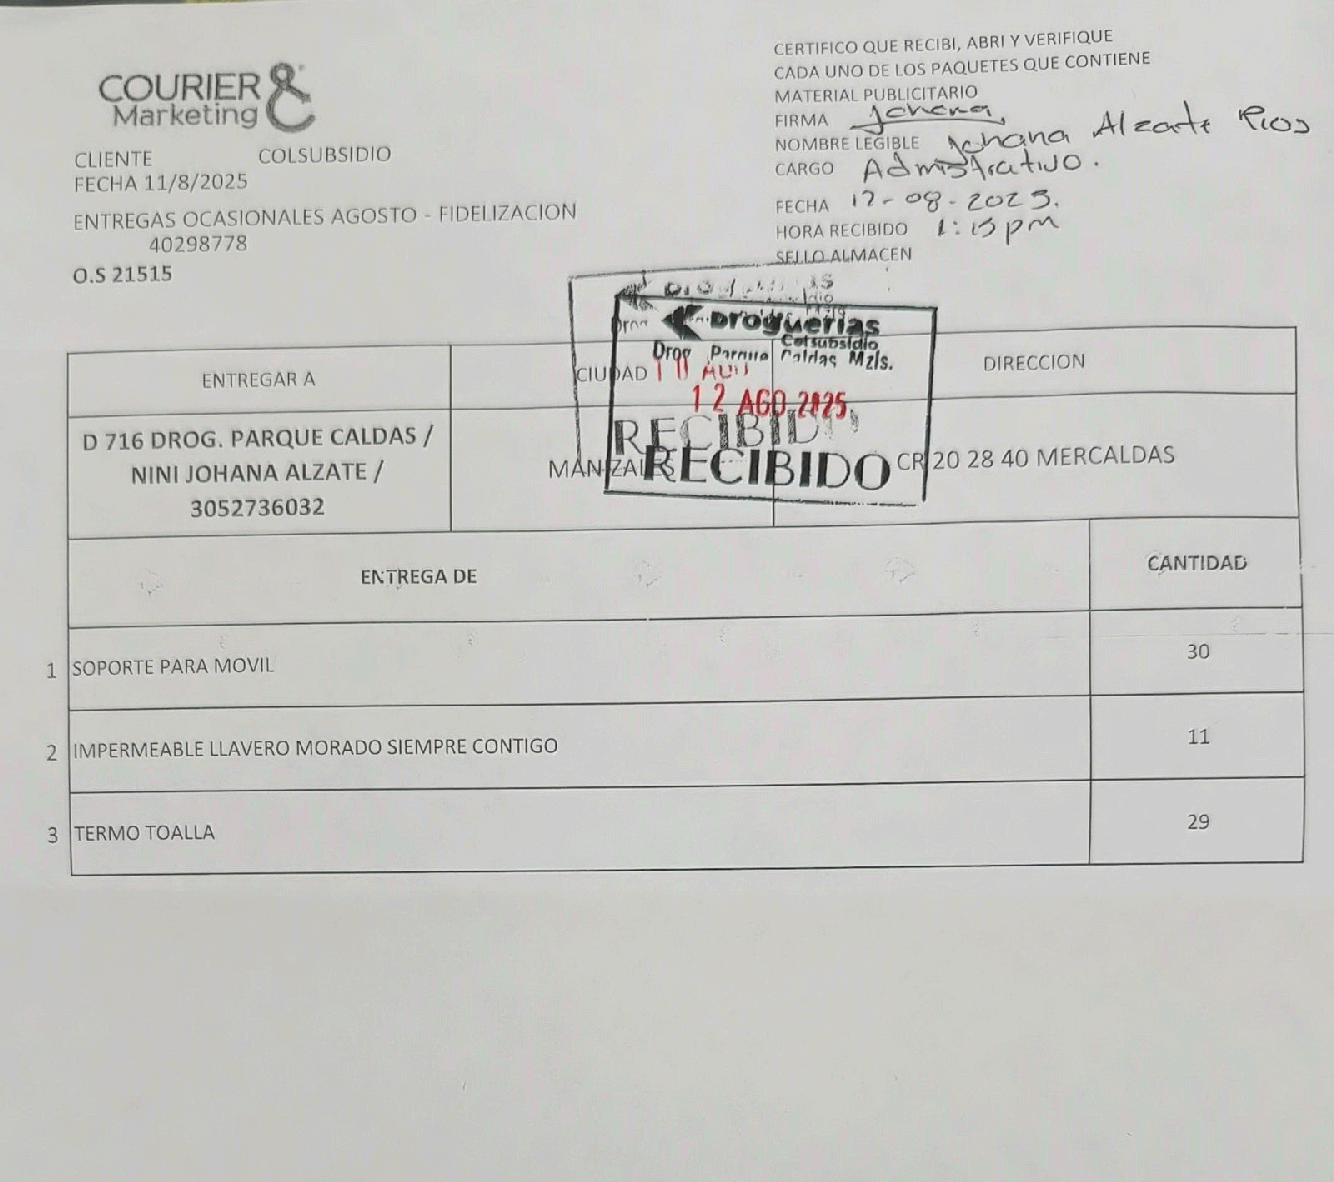 COURIER &
Marketing
CLIENTE COLSUBSIDIO
FECHA 11/8/2025
ENTREGAS OCASIONALES AGOSTO - FIDELIZACION
40298778
O.S 21515
CERTIFICO QUE RECIBI, ABRI Y VERIFIQUE
CADA UNO DE LOS PAQUETES QUE CONTIENE
MATERIAL PUBLICITARIO
FIRMA Johana
NOMBRE LEGIBLE Johana Alzate Rios
CARGO Admistrativo.
FECHA 12-08-2025.
HORA RECIBIDO 1:15 pm
SELLO ALMACEN
Droguerias
Colsubsidio
Drog Parque Caldas Mzls.
12 AGO 2025
RECIBIDO
RECIBIDO
ENTREGAR A CIUDAD DIRECCION
D 716 DROG. PARQUE CALDAS /
NINI JOHANA ALZATE /
3052736032
MANIZALES
CR 20 28 40 MERCALDAS
ENTREGA DE CANTIDAD
1 SOPORTE PARA MOVIL 30
2 IMPERMEABLE LLAVERO MORADO SIEMPRE CONTIGO 11
3 TERMO TOALLA 29